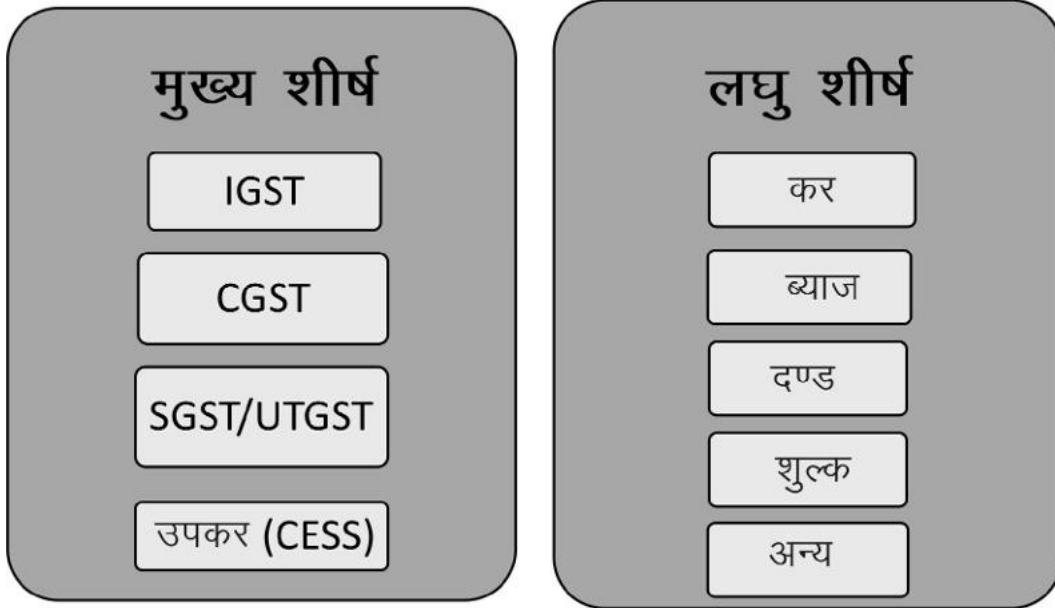 मुख्य शीर्ष
IGST
CGST
SGST/UTGST
उपकर (CESS)
लघु शीर्ष
कर
ब्याज
दण्ड
शुल्क
अन्य